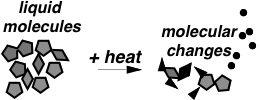 liquid
molecules
+ heat
molecular
changes